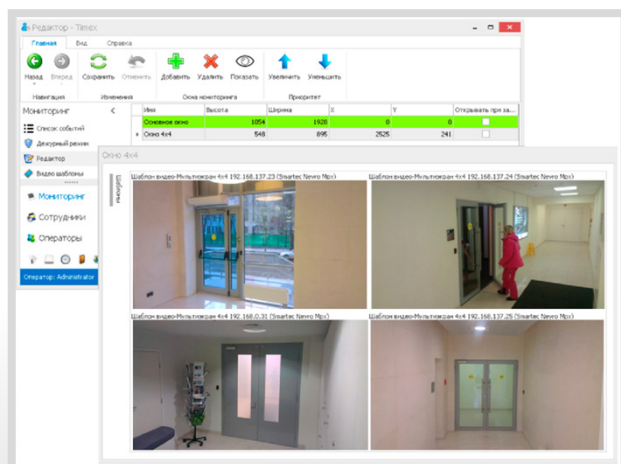 Редактор - Timex
Главная Вид Справка
Назад Вперед Сохранить Отменить Добавить Удалить Показать Увеличить Уменьшить
Навигация Изменения Окна мониторинга Приоритет
Мониторинг
Имя Высота Ширина X Y Открывать при за...
Основное окно 1054 1928 0 0
Окно 4x4 548 895 2525 241
Список событий
Дежурный режим
Редактор
Видео шаблоны
Мониторинг
Сотрудники
Операторы
Оператор: Administrator
Окно 4x4
Шаблоны
Шаблон видео-Мультиэкран 4x4 192.168.137.23 (Smartec Nevro Mpx)
Шаблон видео-Мультиэкран 4x4 192.168.137.24 (Smartec Nevro Mpx)
Шаблон видео-Мультиэкран 4x4 192.168.0.31 (Smartec Nevro Mpx)
Шаблон видео-Мультиэкран 4x4 192.168.137.25 (Smartec Nevro Mpx)